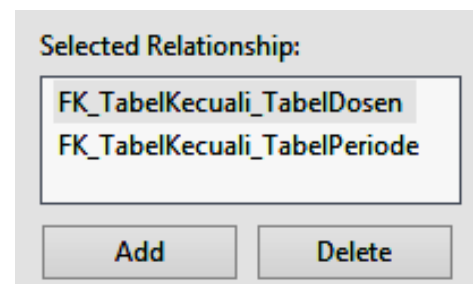 Selected Relationship:
FK_TabelKecuali_TabelDosen
FK_TabelKecuali_TabelPeriode
Add Delete